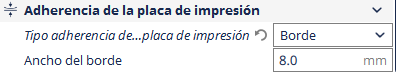 Adherencia de la placa de impresión
Tipo adherencia de...placa de impresión Borde
Ancho del borde 8.0 mm